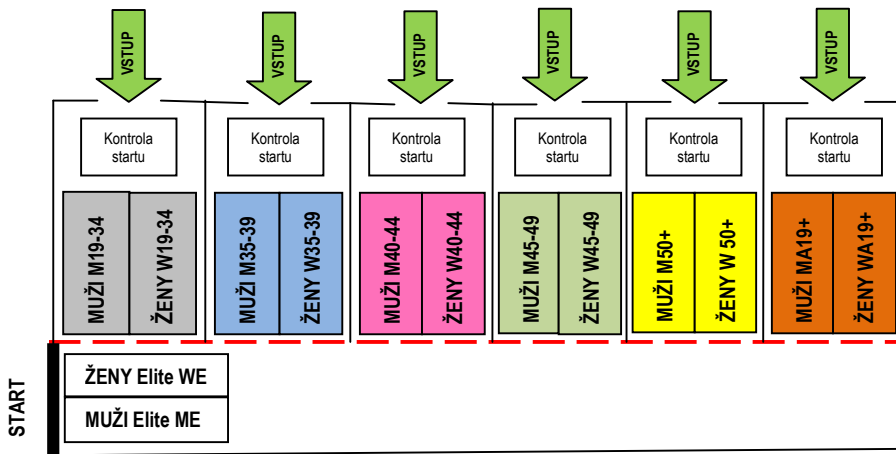 VSTUP
VSTUP
VSTUP
VSTUP
VSTUP
VSTUP
Kontrola
startu
Kontrola
startu
Kontrola
startu
Kontrola
startu
Kontrola
startu
Kontrola
startu
MUŽI M19-34
ŽENY W19-34
MUŽI M35-39
ŽENY W35-39
MUŽI M40-44
ŽENY W40-44
MUŽI M45-49
ŽENY W45-49
MUŽI M50+
ŽENY W 50+
MUŽI MA19+
ŽENY WA19+
START
ŽENY Elite WE
MUŽI Elite ME